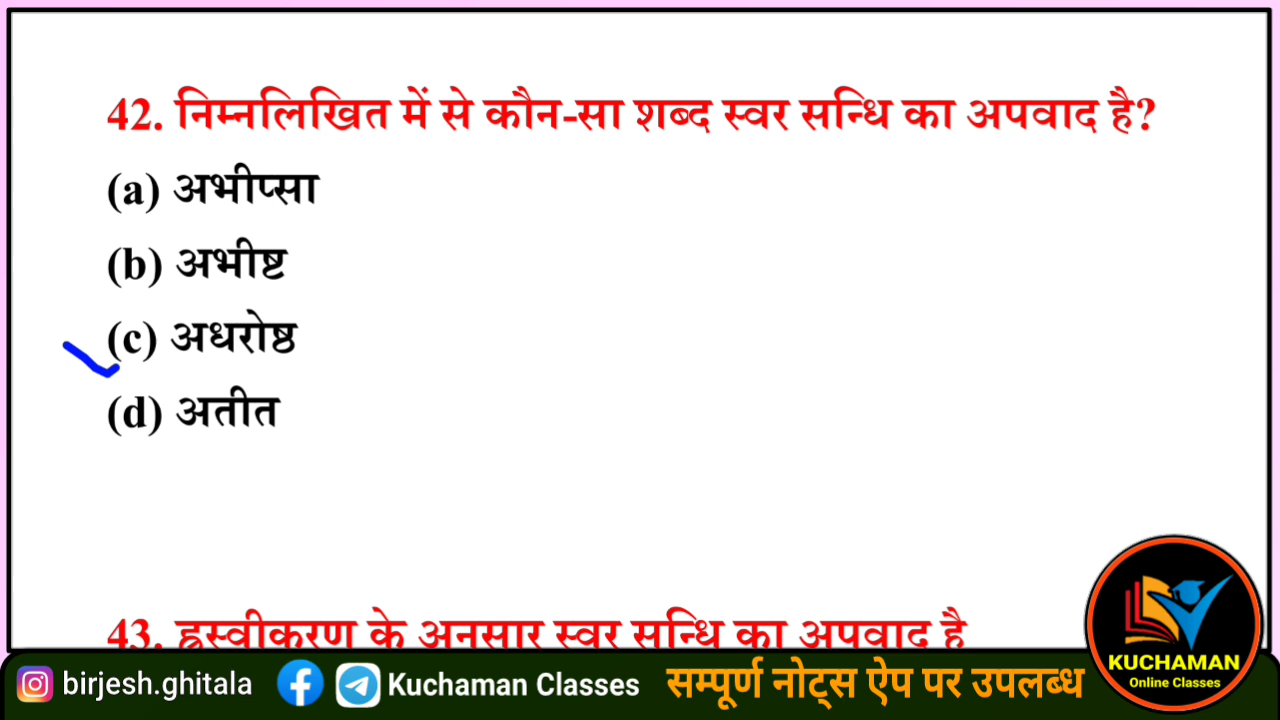 42. निम्नलिखित में से कौन-सा शब्द स्वर सन्धि का अपवाद है?
(a) अभीप्सा
(b) अभीष्ट
(c) अधरोष्ठ
(d) अतीत
43. ह्रस्वीकरण के अनुसार स्वर सन्धि का अपवाद है
KUCHAMAN
Online Classes
birjesh.ghitala
Kuchaman Classes
सम्पूर्ण नोट्स ऐप पर उपलब्ध